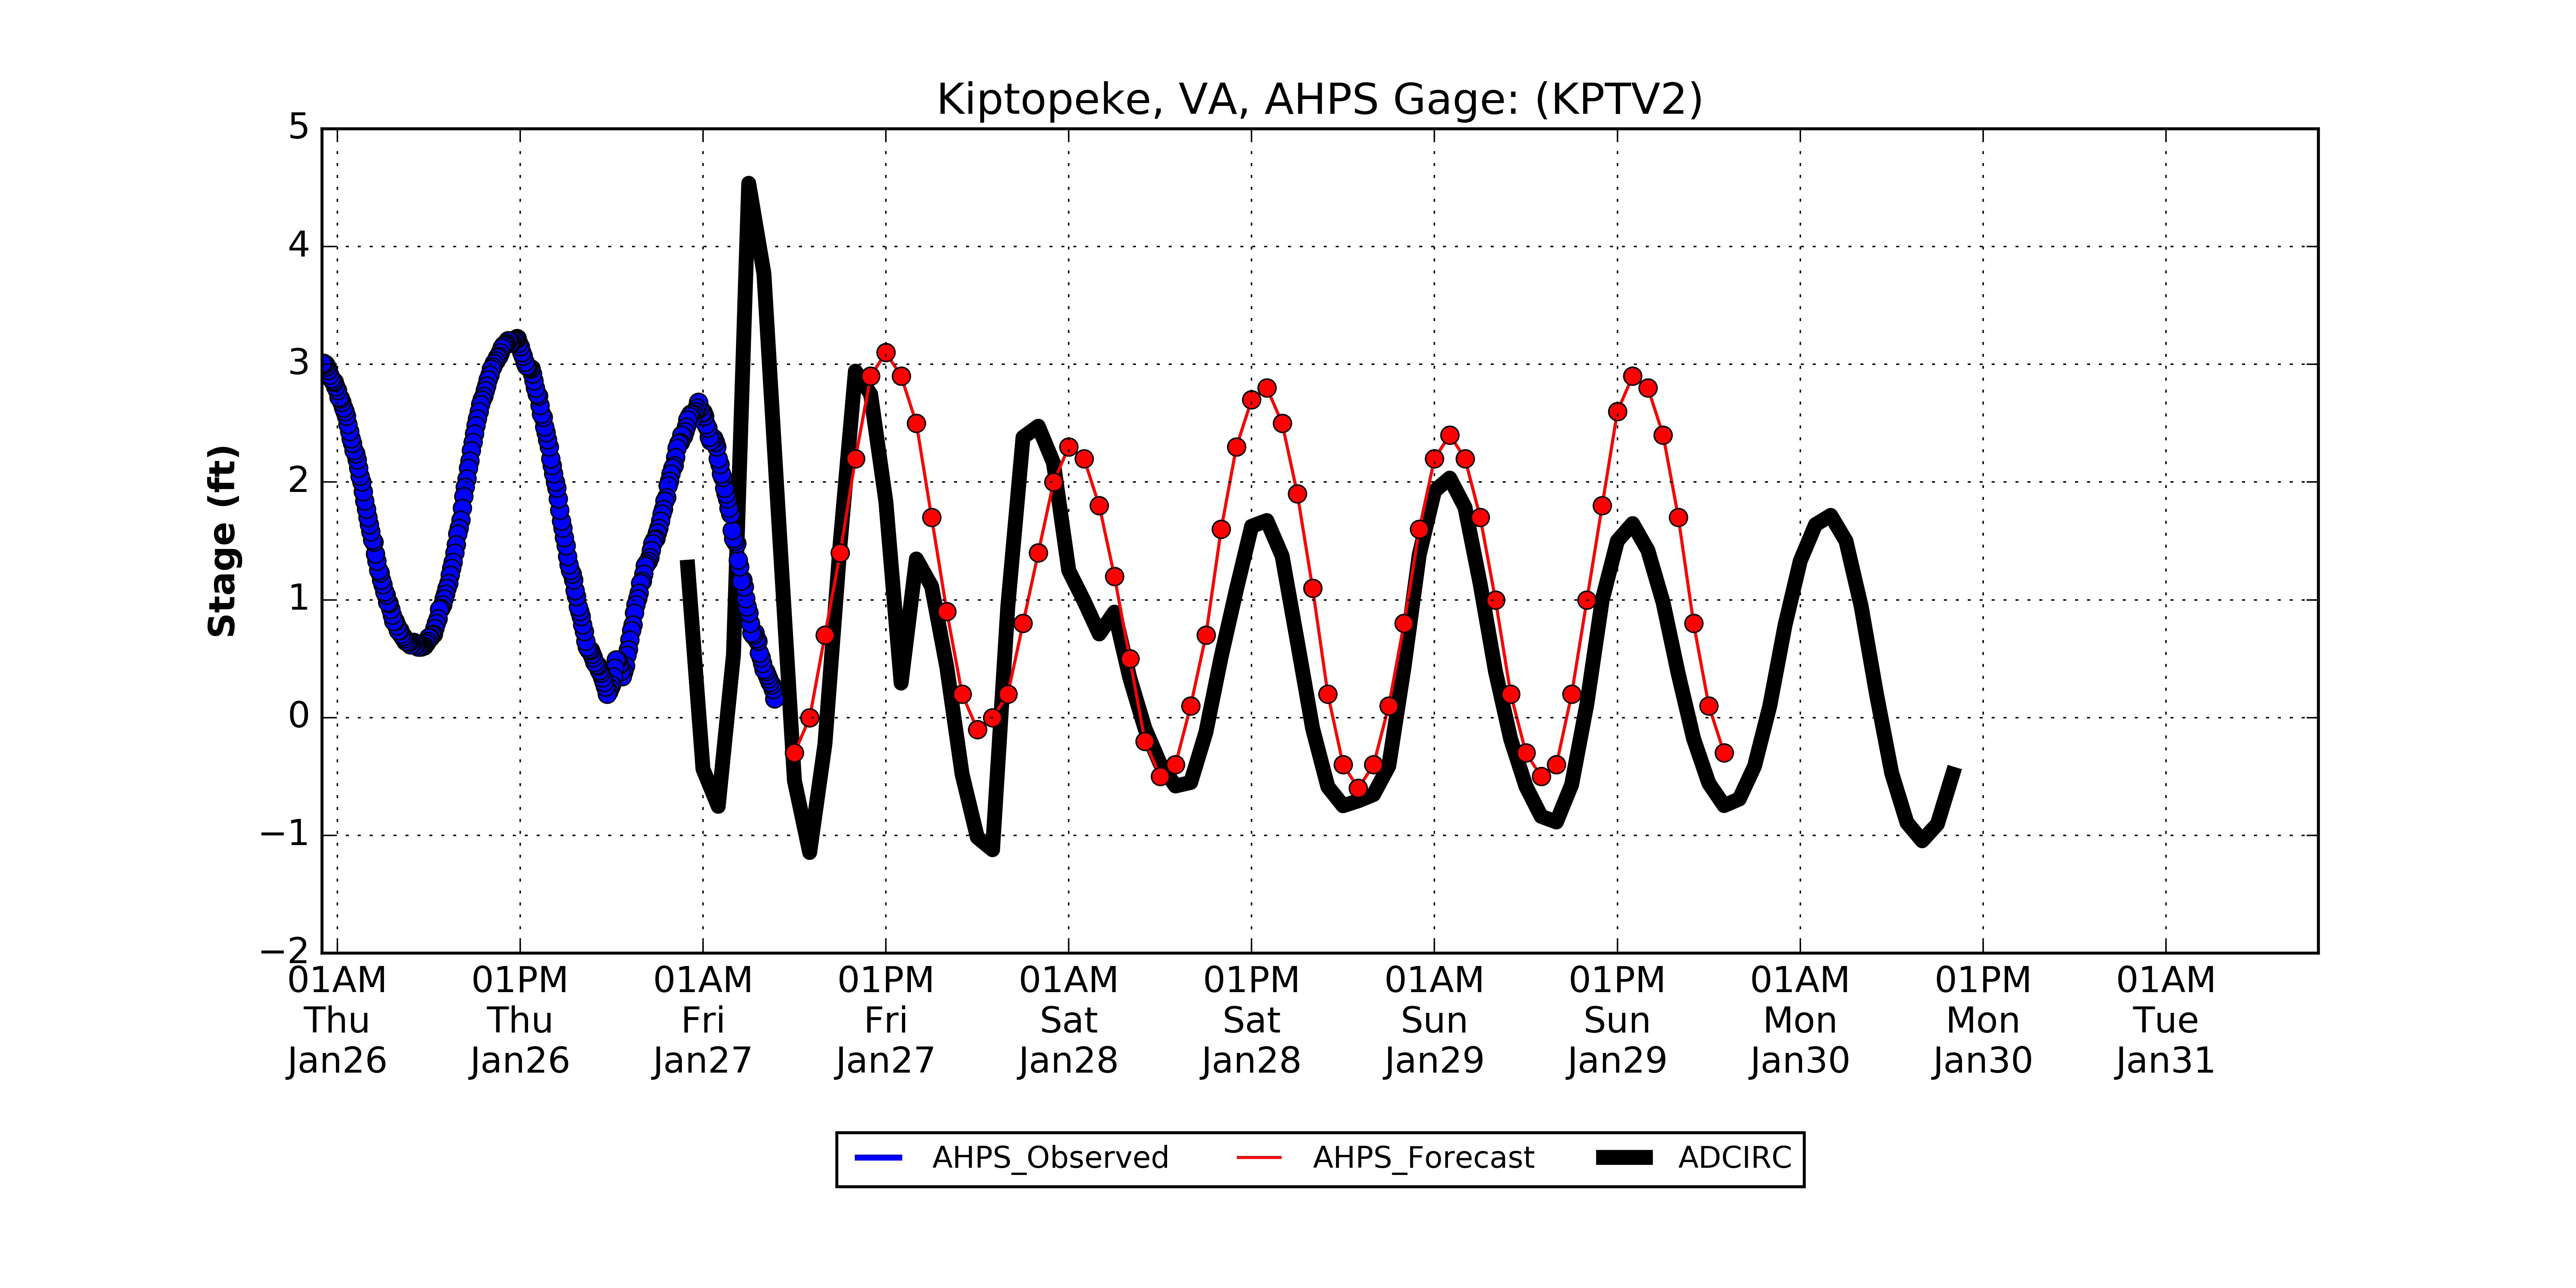 Kiptopeke, VA, AHPS Gage: (KPTV2)
5
4
3
2
1
0
−1
−2
Stage (ft)
01AM 01PM 01AM 01PM 01AM 01PM 01AM 01PM 01AM 01PM 01AM
Thu Thu Fri Fri Sat Sat Sun Sun Mon Mon Tue
Jan26 Jan26 Jan27 Jan27 Jan28 Jan28 Jan29 Jan29 Jan30 Jan30 Jan31
AHPS_Observed AHPS_Forecast ADCIRC